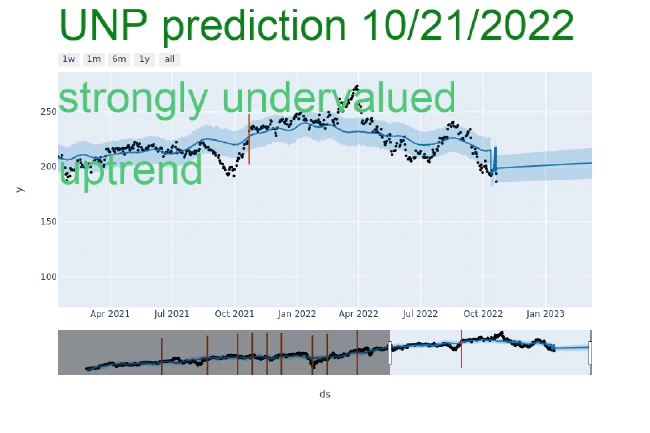 UNP prediction 10/21/2022
1w 1m 6m 1y all
strongly undervalued
250
uptrend
200
y
150
100
Apr 2021 Jul 2021 Oct 2021 Jan 2022 Apr 2022 Jul 2022 Oct 2022 Jan 2023
ds